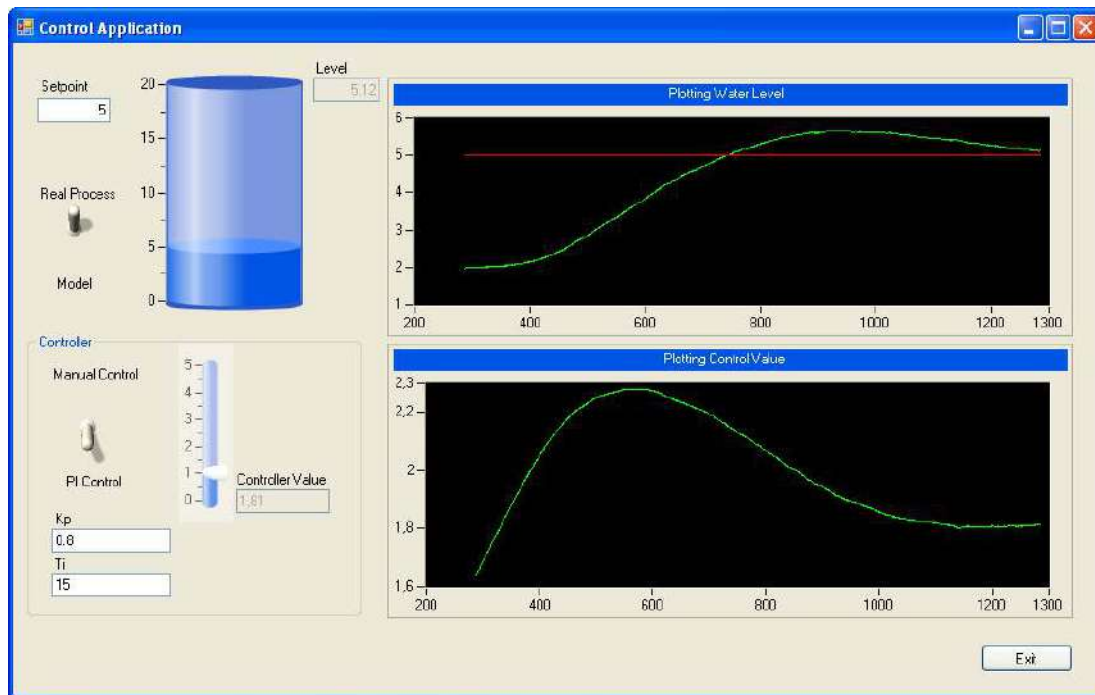 Control Application
Setpoint
5
Level
5.12
20
15
10
5
0
Real Process
Model
Plotting Water Level
6
5
4
3
2
1
200 400 600 800 1000 1200 1300
Controller
Manual Control
PI Control
5
4
3
2
1
0
Controller Value
1,81
Kp
0.8
Ti
15
Plotting Control Value
2,3
2,2
2
1,8
1,6
200 400 600 800 1000 1200 1300
Exit